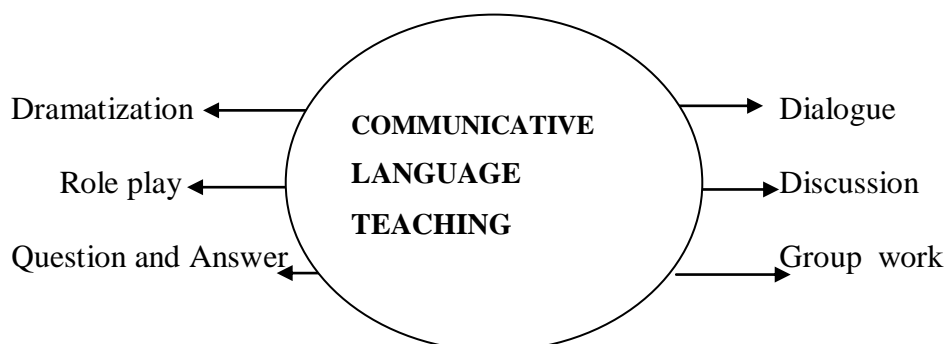 Dramatization
Role play
Question and Answer
COMMUNICATIVE
LANGUAGE
TEACHING
Dialogue
Discussion
Group work